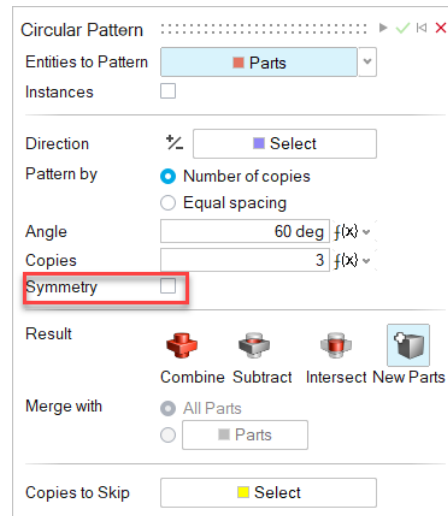 Circular Pattern
Entities to Pattern Parts
Instances
Direction +/- Select
Pattern by Number of copies
Equal spacing
Angle 60 deg f(x)
Copies 3 f(x)
Symmetry
Result
Combine Subtract Intersect New Parts
Merge with All Parts
Parts
Copies to Skip Select